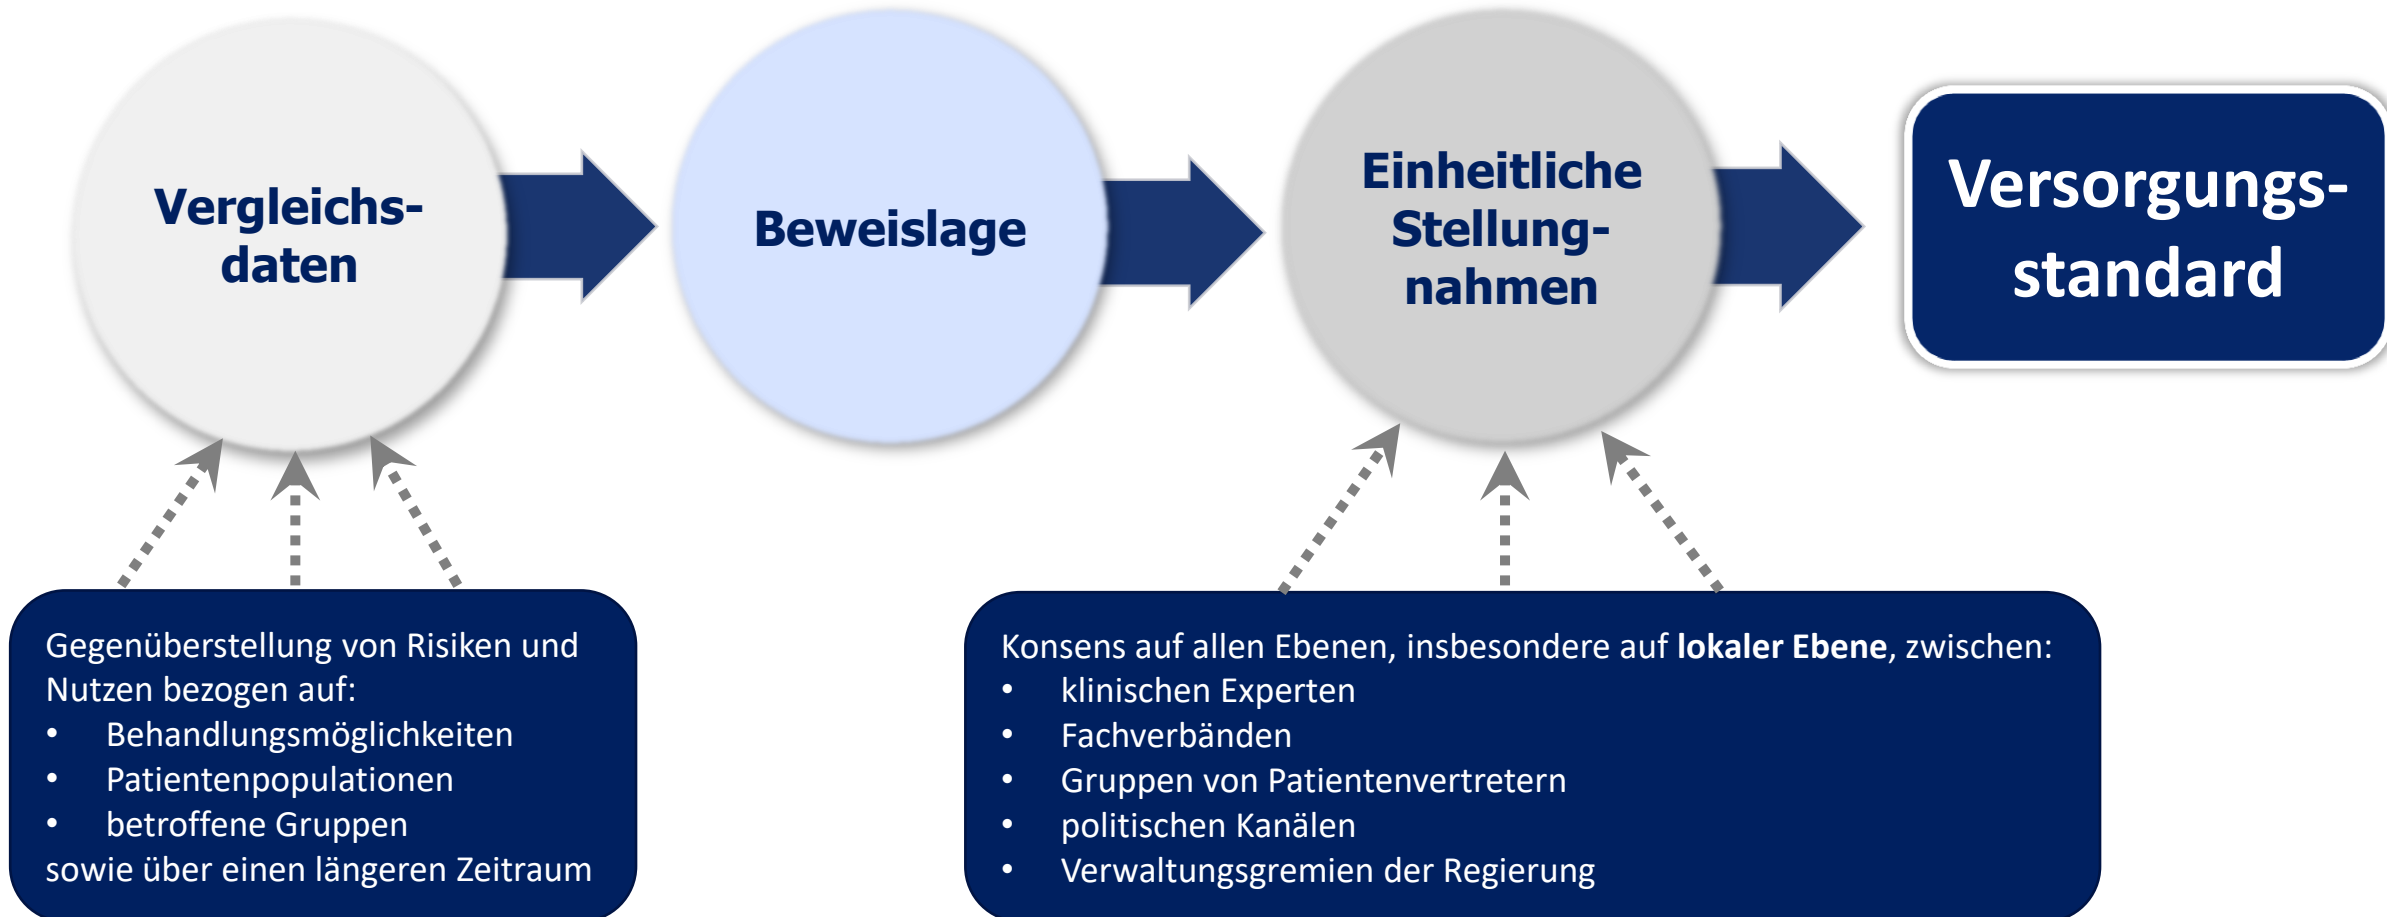 Vergleichs-
daten
Beweislage
Einheitliche
Stellung-
nahmen
Versorgungs-
standard
Gegenüberstellung von Risiken und
Nutzen bezogen auf:
• Behandlungsmöglichkeiten
• Patientenpopulationen
• betroffene Gruppen
sowie über einen längeren Zeitraum
Konsens auf allen Ebenen, insbesondere auf lokaler Ebene, zwischen:
• klinischen Experten
• Fachverbänden
• Gruppen von Patientenvertretern
• politischen Kanälen
• Verwaltungsgremien der Regierung